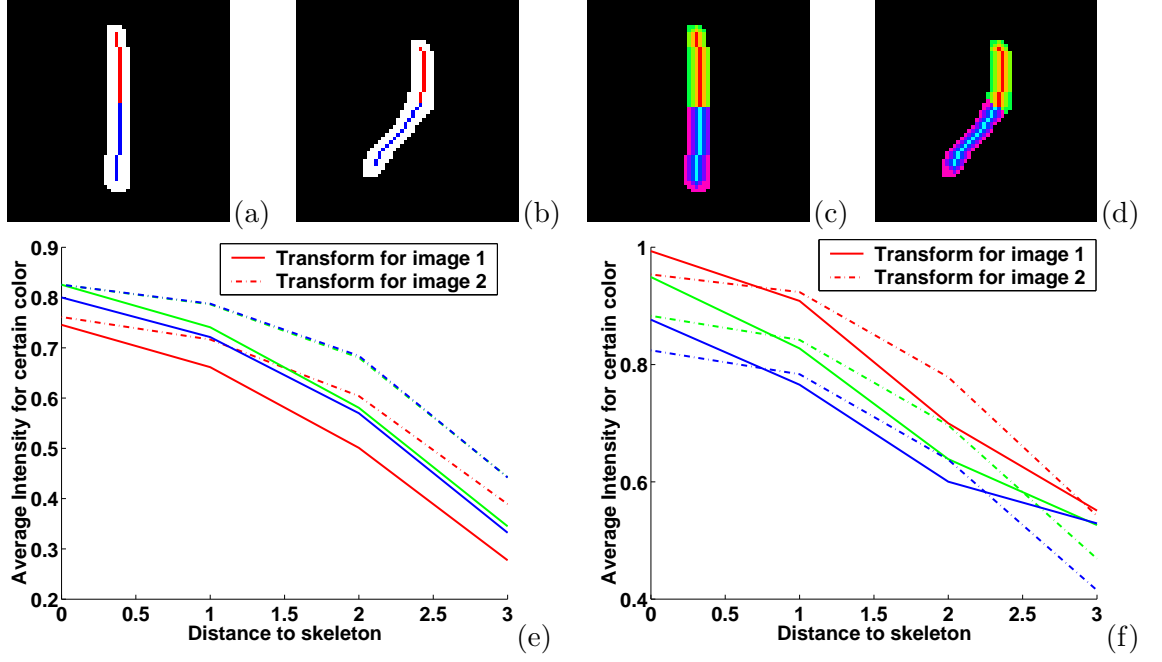 (a)
(b)
(c)
(d)
Average Intensity for certain color
0.9
0.8
0.7
0.6
0.5
0.4
0.3
0.2
Transform for image 1
Transform for image 2
0 0.5 1 1.5 2 2.5 3
Distance to skeleton
(e)
Average Intensity for certain color
1
0.8
0.6
0.4
Transform for image 1
Transform for image 2
0 0.5 1 1.5 2 2.5 3
Distance to skeleton
(f)